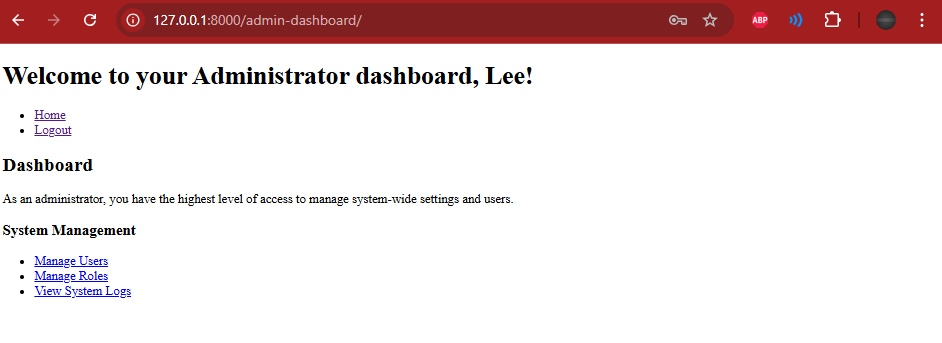 127.0.0.1:8000/admin-dashboard/
ABP
Welcome to your Administrator dashboard, Lee!
Home
Logout
Dashboard
As an administrator, you have the highest level of access to manage system-wide settings and users.
System Management
Manage Users
Manage Roles
View System Logs